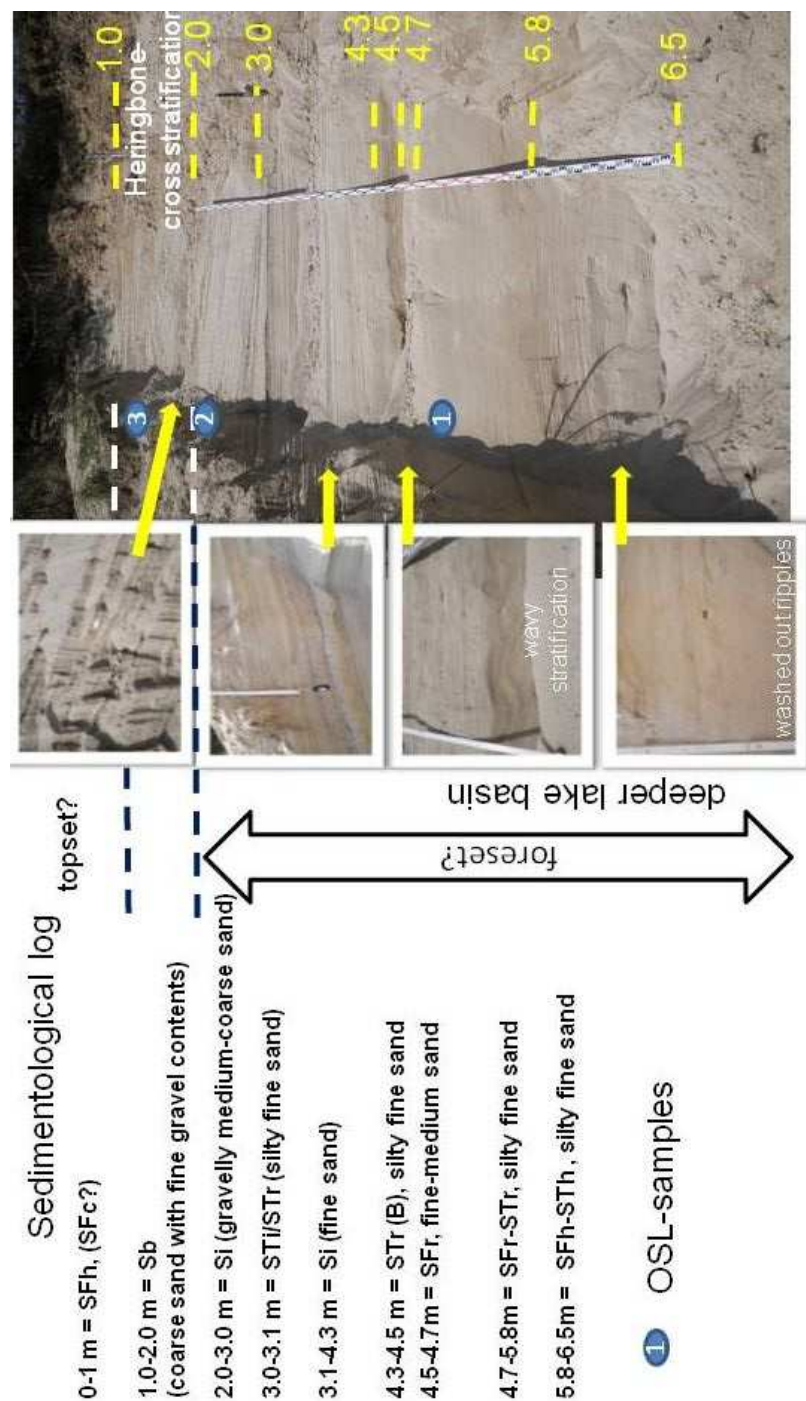 Sedimentological log
0-1 m = SFh, (SFc?)
topset?
1.0-2.0 m = Sb
(coarse sand with fine gravel contents)
2.0-3.0 m = Si (gravelly medium-coarse sand)
3.0-3.1 m = STi/STr (silty fine sand)
3.1-4.3 m = Si (fine sand)
4.3-4.5 m = STr (B), silty fine sand
4.5-4.7m = SFr, fine-medium sand
4.7-5.8m = SFr-STr, silty fine sand
5.8-6.5m = SFh-STh, silty fine sand
1 OSL-samples
foreset?
deeper lake basin
wavy
stratification
washed out ripples
3
2
1
1.0
Heringbone-
cross stratification
2.0
3.0
4.3
4.5
4.7
5.8
6.5